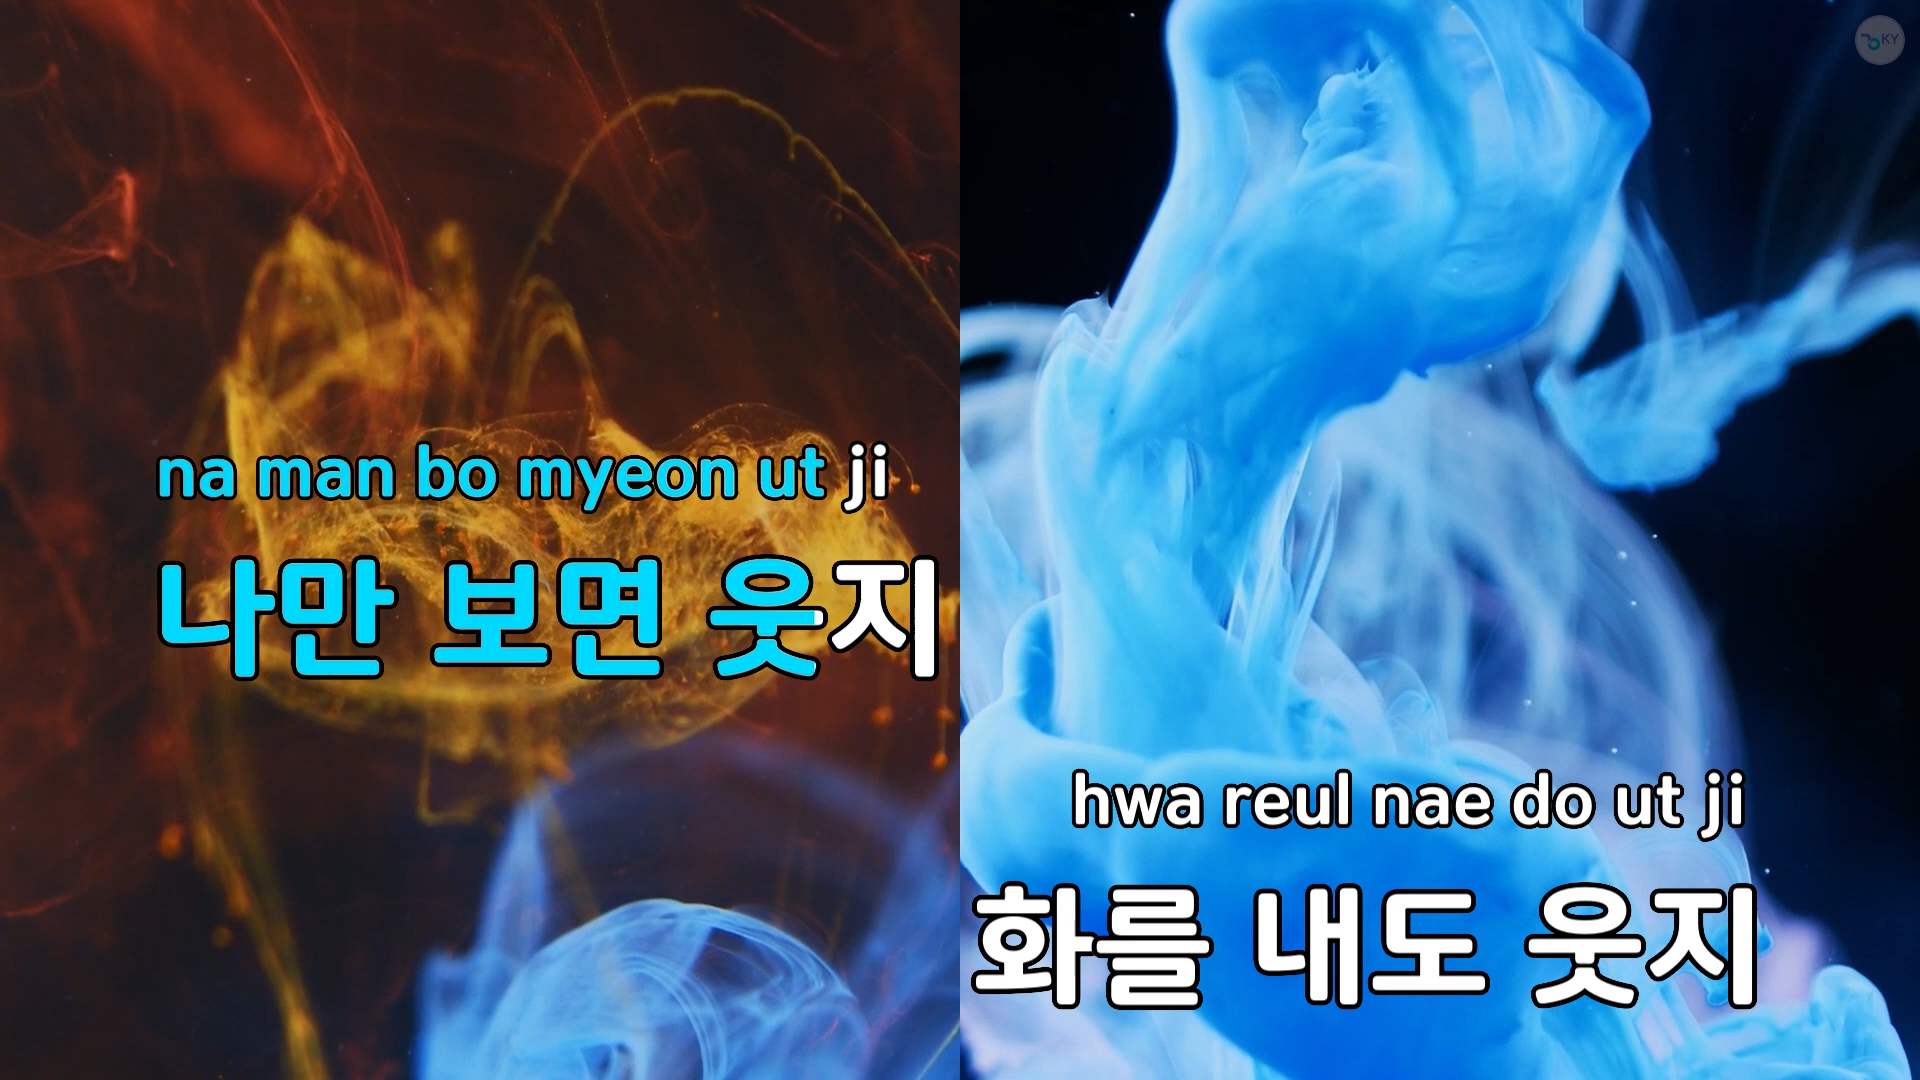 KY
na man bo myeon ut ji
나만 보면 웃지
hwa reul nae do ut ji
화를 내도 웃지